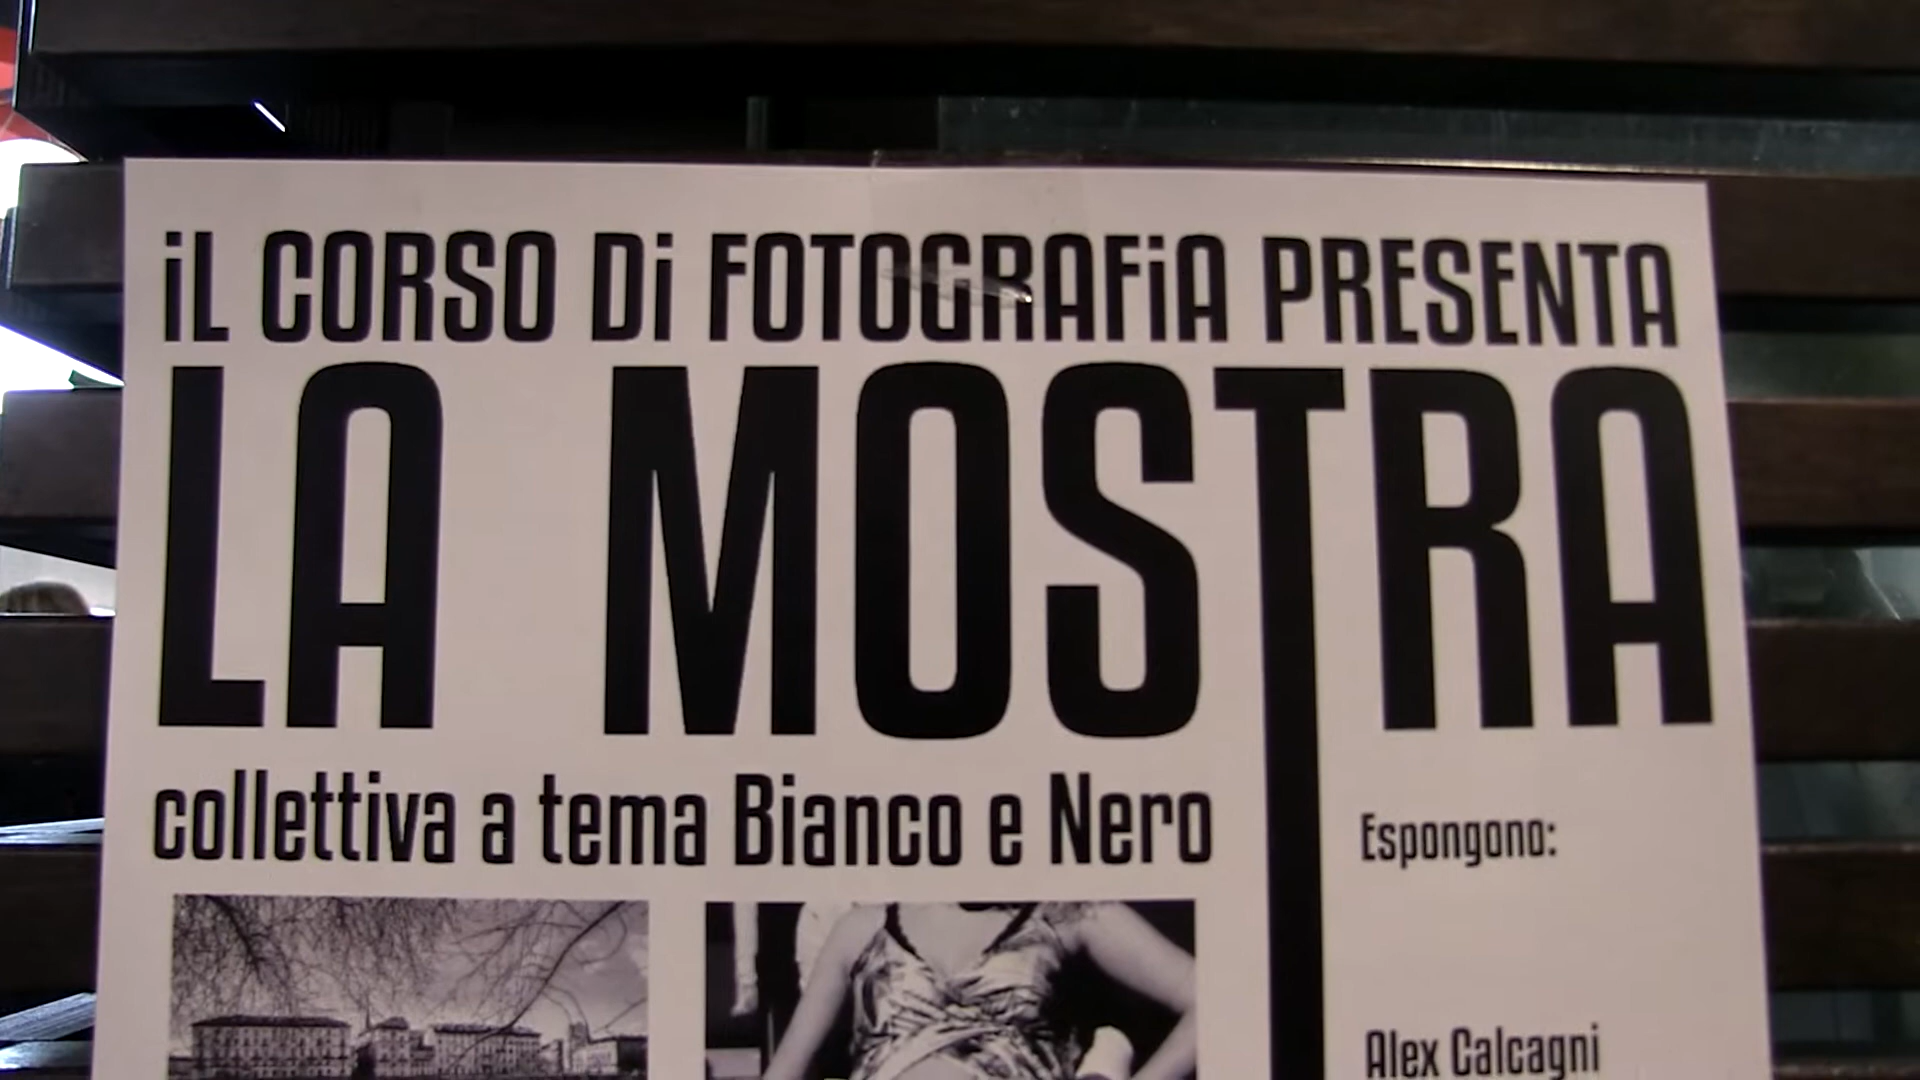 iL CORSO Di FOTOGRAFiA PRESENTA
LA MOSTRA
collettiva a tema Bianco e Nero
Espongono:
Alex Calcagni